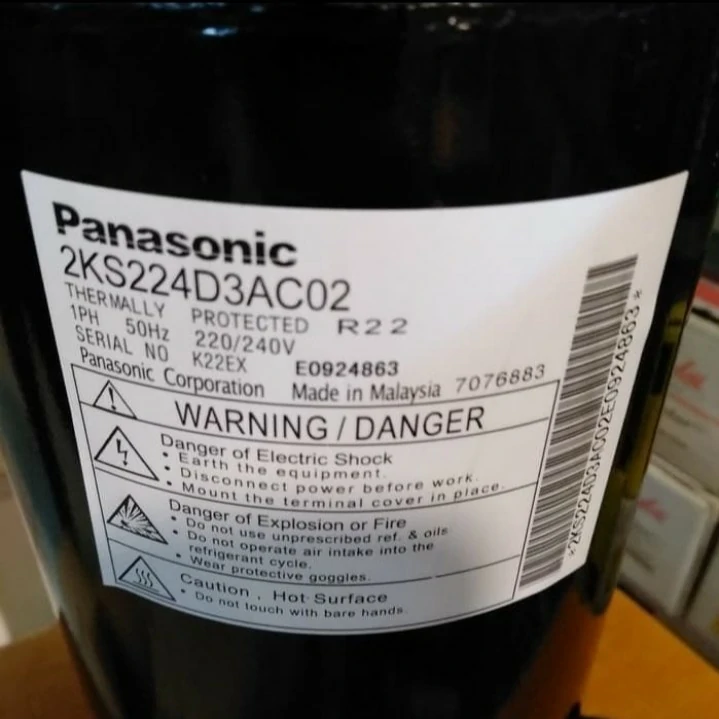 Panasonic
2KS224D3AC02
THERMALLY PROTECTED R22
1PH 50Hz 220/240V
SERIAL NO K22EX E0924863
Panasonic Corporation Made in Malaysia 7076883
WARNING / DANGER
Danger of Electric Shock
• Earth the equipment.
• Disconnect power before work.
• Mount the terminal cover in place.
Danger of Explosion or Fire
• Do not use unprescribed ref. & oils
• Do not operate air intake into the
refrigerant cycle.
• Wear protective goggles.
Caution , Hot Surface
• Do not touch with bare hands.
*2KS224D3AC02E0924863*